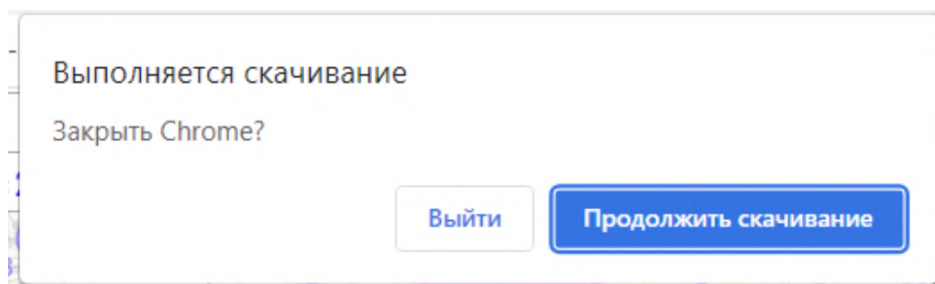 Выполняется скачивание
Закрыть Chrome?
Выйти
Продолжить скачивание